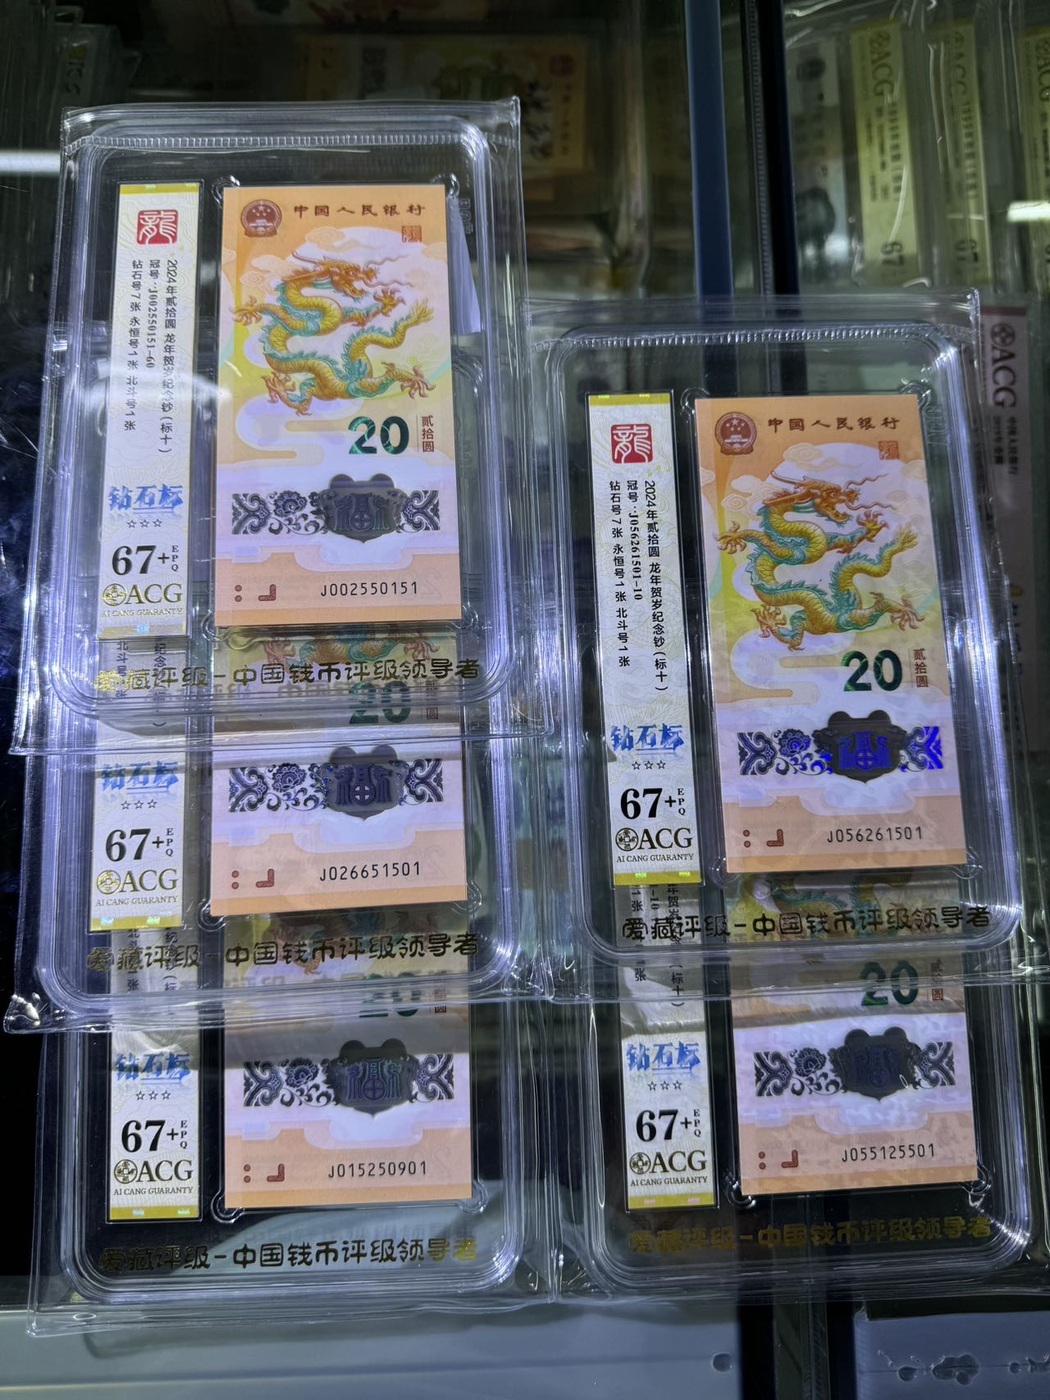 龍
2024年贰拾圆 龙年贺岁纪念钞(标十)
冠号:J002550151-60
钻石号7张 永恒号1张 北斗号1张
钻石标
☆☆☆
67+ EPQ
ACG
AI CANG GUARANTY
中国人民银行
20
贰拾圆
J002550151
爱藏评级-中国钱币评级领导者
20
钻石标
☆☆☆
67+ EPQ
ACG
AI CANG GUARANTY
J026651501
爱藏评级-中国钱币评级领导者
钻石标
☆☆☆
67+ EPQ
ACG
AI CANG GUARANTY
J015250901
爱藏评级-中国钱币评级领导者
龍
2024年贰拾圆 龙年贺岁纪念钞(标十)
冠号:J056261501-10
钻石号7张 永恒号1张 北斗号1张
钻石标
☆☆☆
67+ EPQ
ACG
AI CANG GUARANTY
中国人民银行
20
贰拾圆
J056261501
爱藏评级-中国钱币评级领导者
20
钻石标
☆☆☆
67+ EPQ
ACG
AI CANG GUARANTY
J055125501
爱藏评级-中国钱币评级领导者
ACG
ACG